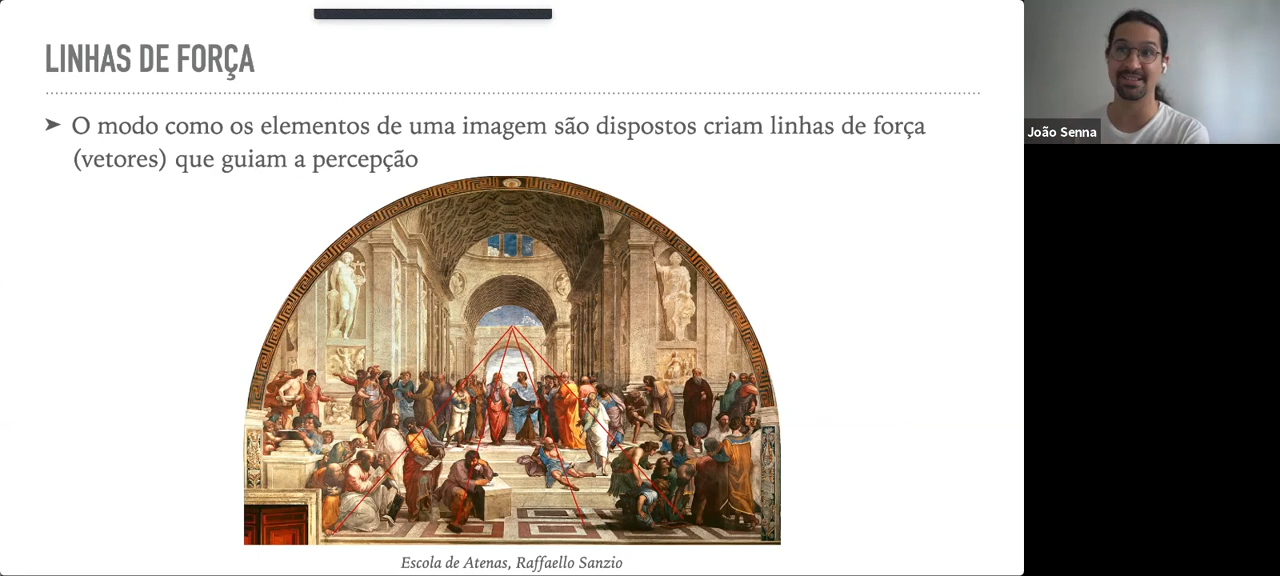 LINHAS DE FORÇA
➤ O modo como os elementos de uma imagem são dispostos criam linhas de força
(vetores) que guiam a percepção
Escola de Atenas, Raffaello Sanzio
João Senna